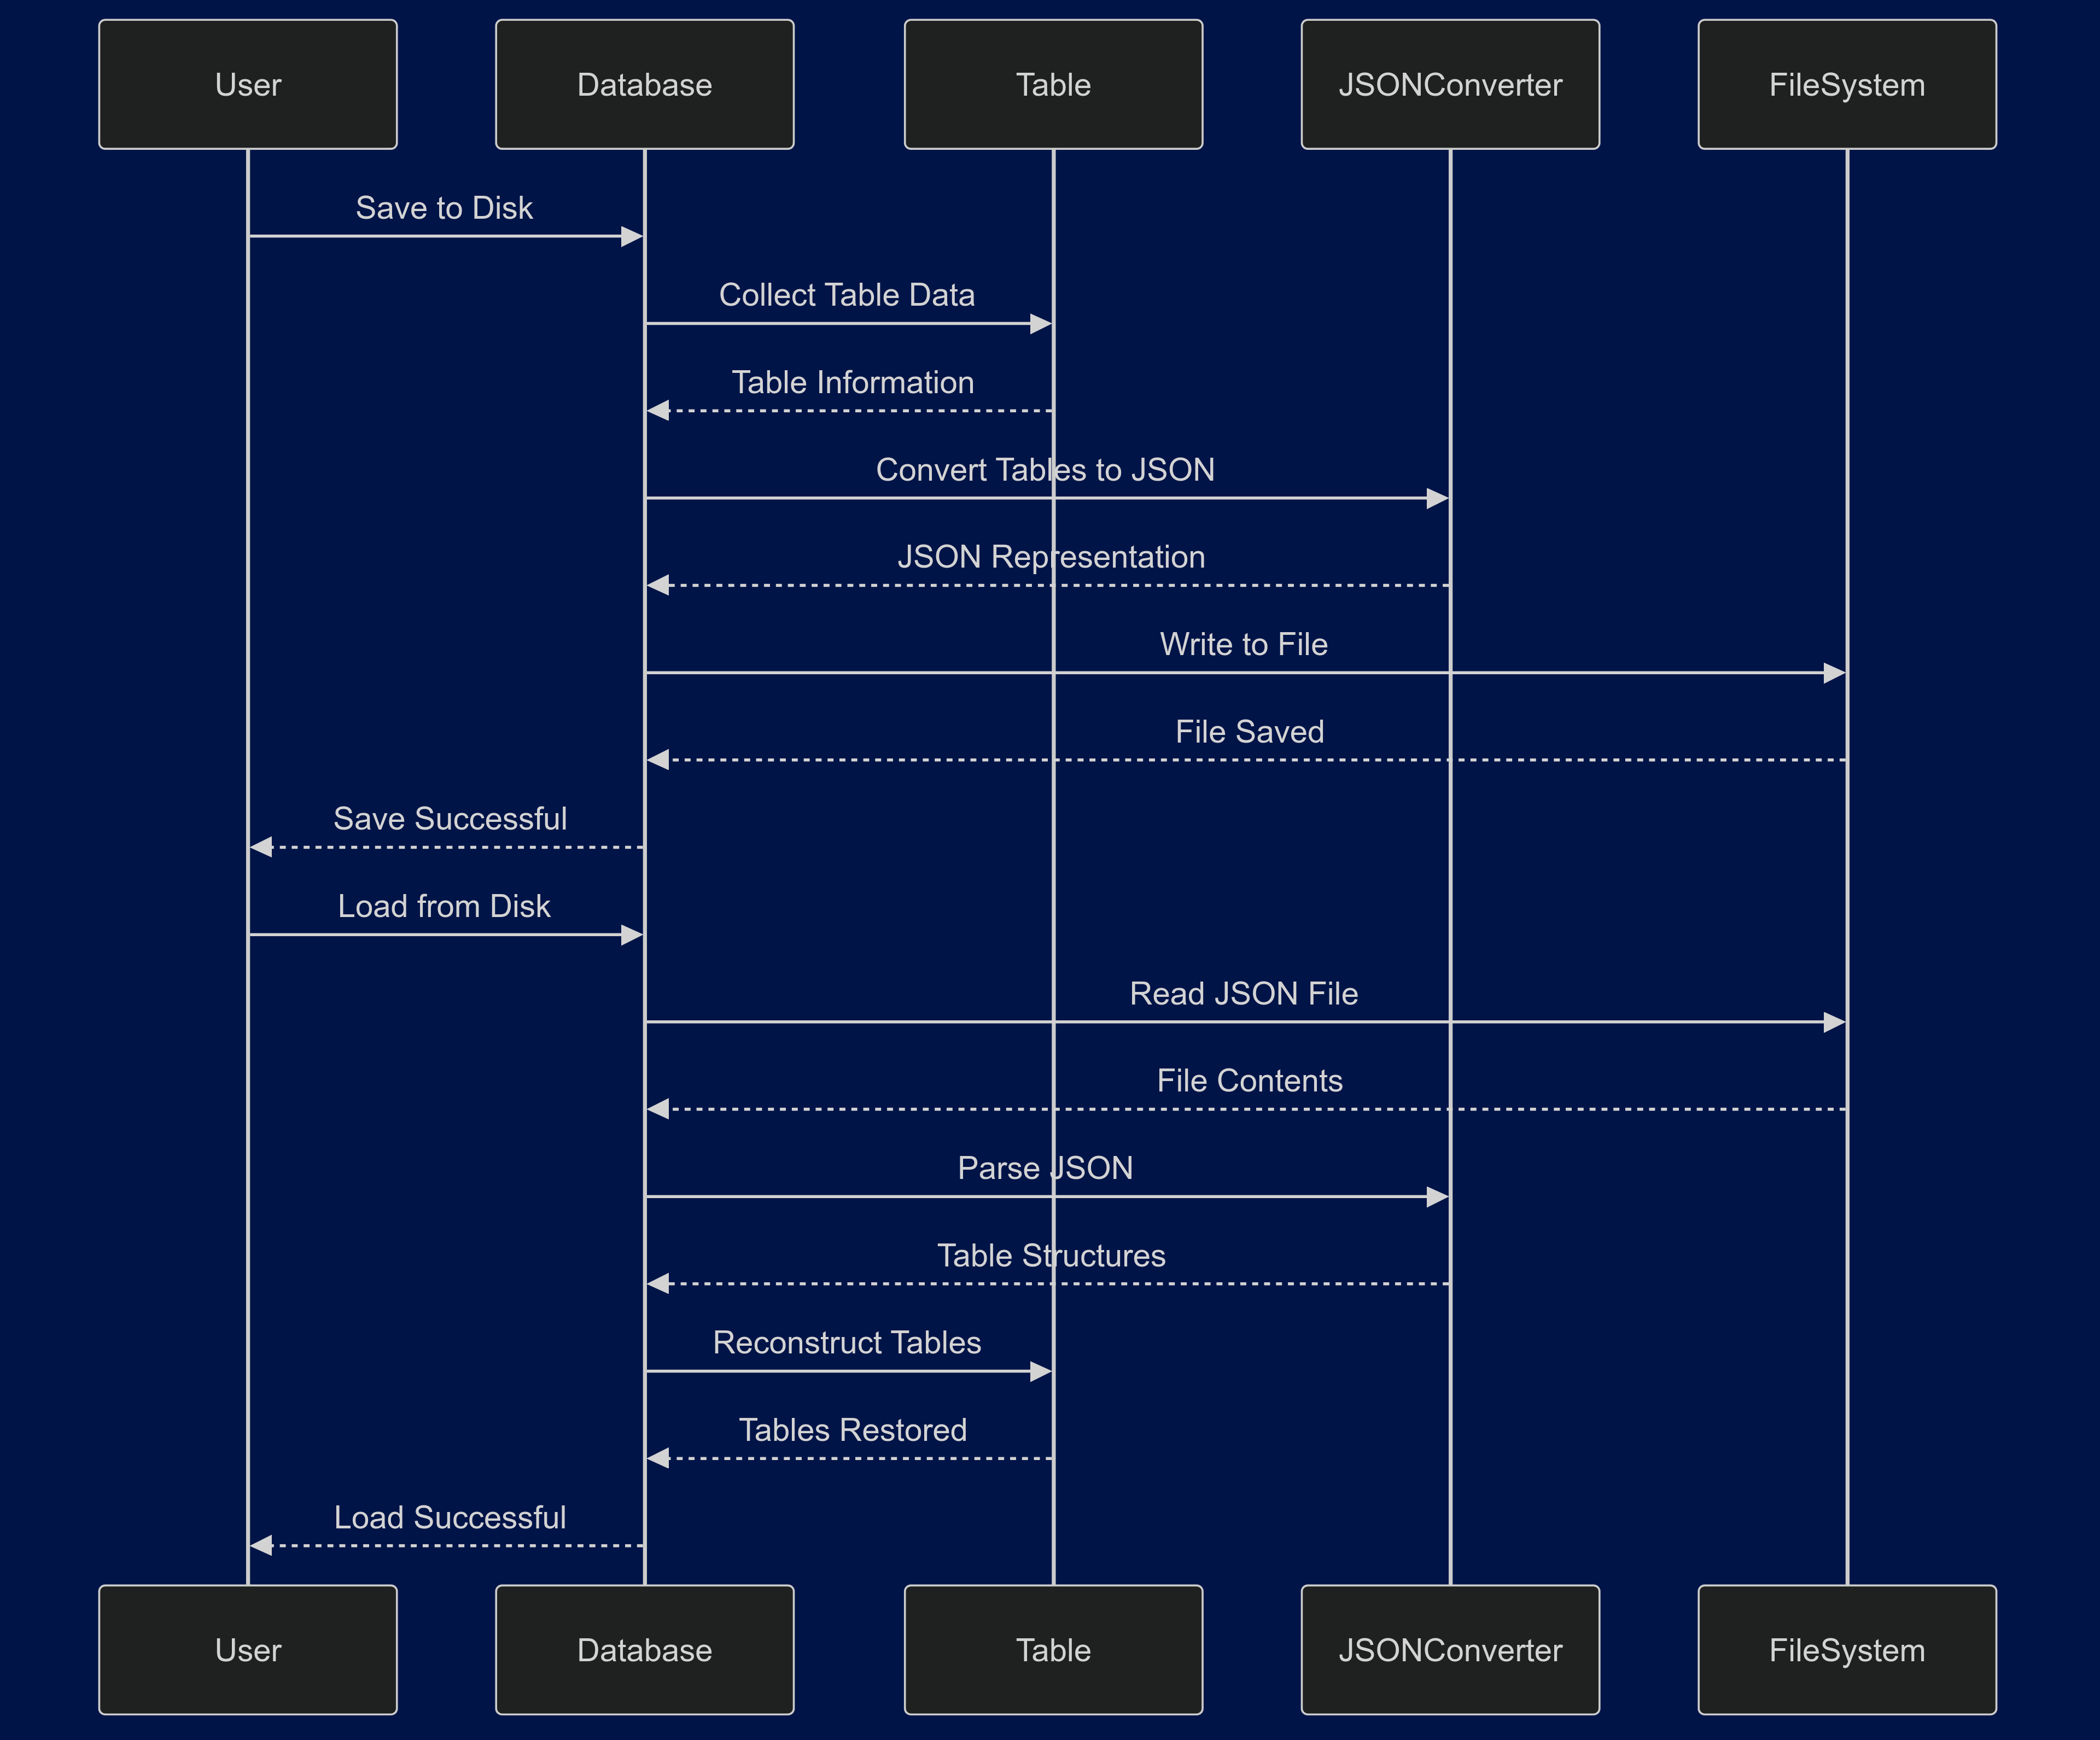 User
Database
Table
JSONConverter
FileSystem
Save to Disk
Collect Table Data
Table Information
Convert Tables to JSON
JSON Representation
Write to File
File Saved
Save Successful
Load from Disk
Read JSON File
File Contents
Parse JSON
Table Structures
Reconstruct Tables
Tables Restored
Load Successful
User
Database
Table
JSONConverter
FileSystem